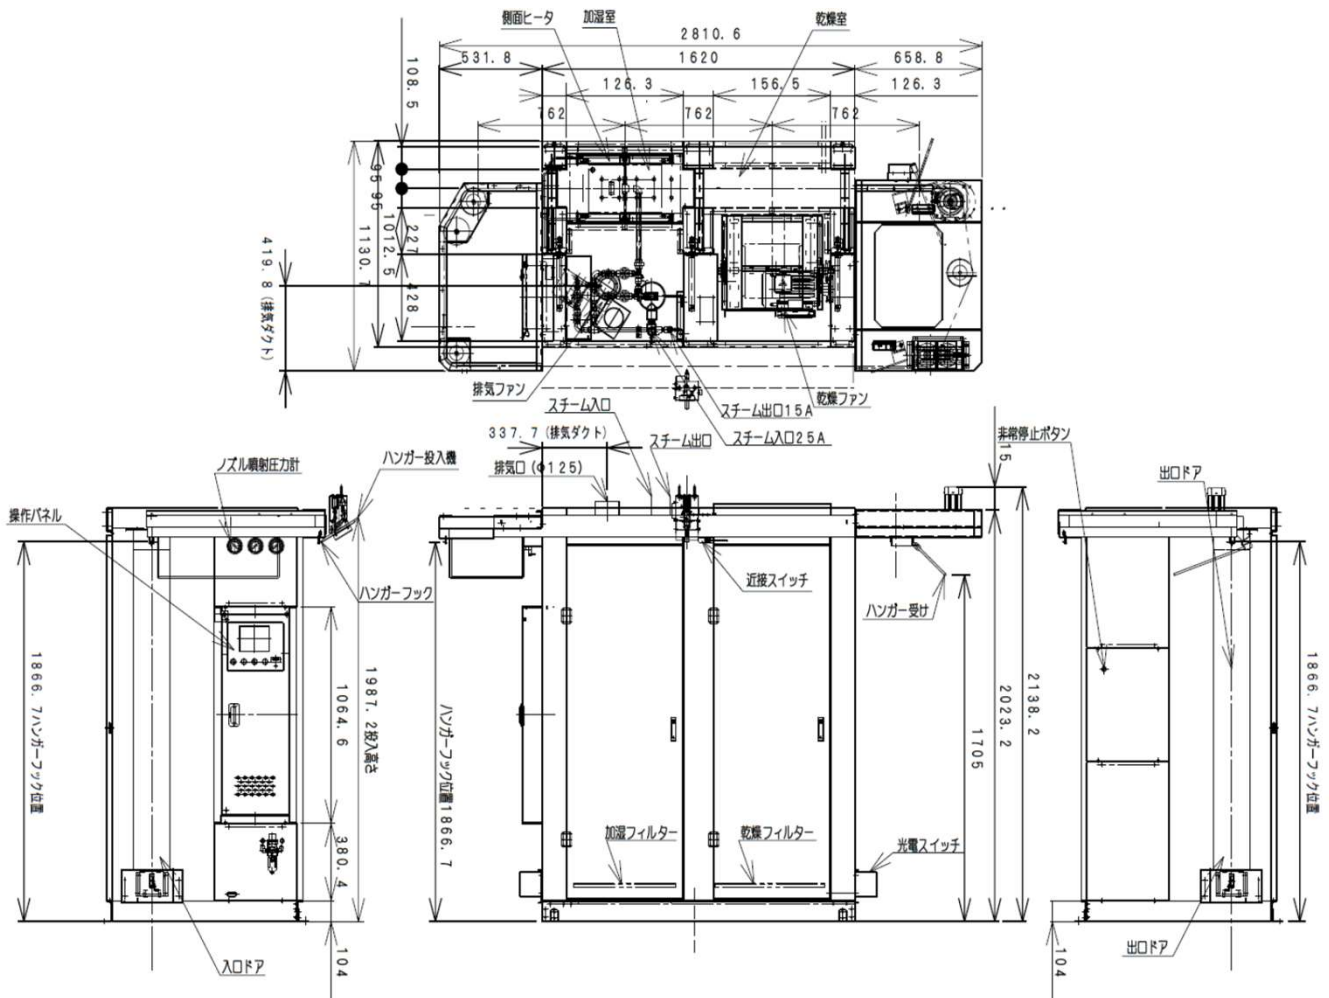 側面ヒータ
加湿室
乾燥室
2810.6
531.8
1620
658.8
108.5
126.3
156.5
126.3
762
762
762
95
95
1012.5
227
1130.7
428
419.8(排気ダクト)
排気ファン
乾燥ファン
スチーム出口15A
スチーム入口25A
スチーム入口
337.7(排気ダクト)
スチーム出口
排気口(Φ125)
非常停止ボタン
15
出口ドア
ノズル噴射圧力計
ハンガー投入機
操作パネル
ハンガーフック
近接スイッチ
ハンガー受け
1866.7ハンガーフック位置
1064.6
1987.2投入高さ
380.4
104
入口ドア
ハンガーフック位置1866.7
加湿フィルター
乾燥フィルター
光電スイッチ
1705
2023.2
2138.2
1866.7ハンガーフック位置
出口ドア
104